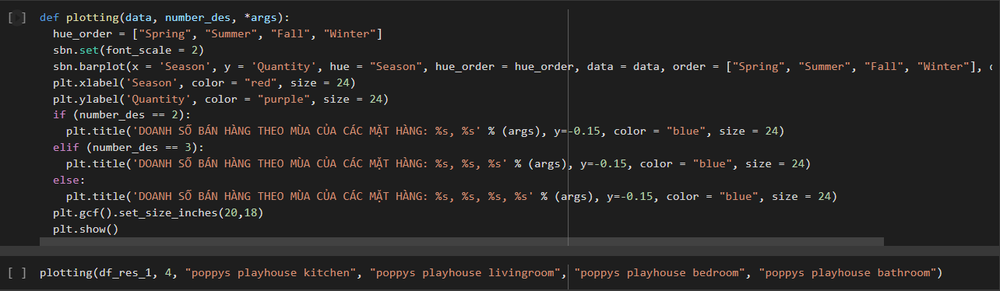 [ ] def plotting(data, number_des, *args):
hue_order = ["Spring", "Summer", "Fall", "Winter"]
sbn.set(font_scale = 2)
sbn.barplot(x = 'Season', y = 'Quantity', hue = "Season", hue_order = hue_order, data = data, order = ["Spring", "Summer", "Fall", "Winter"],
plt.xlabel('Season', color = "red", size = 24)
plt.ylabel('Quantity', color = "purple", size = 24)
if (number_des == 2):
plt.title('DOANH SỐ BÁN HÀNG THEO MÙA CỦA CÁC MẶT HÀNG: %s, %s' % (args), y=-0.15, color = "blue", size = 24)
elif (number_des == 3):
plt.title('DOANH SỐ BÁN HÀNG THEO MÙA CỦA CÁC MẶT HÀNG: %s, %s, %s' % (args), y=-0.15, color = "blue", size = 24)
else:
plt.title('DOANH SỐ BÁN HÀNG THEO MÙA CỦA CÁC MẶT HÀNG: %s, %s, %s, %s' % (args), y=-0.15, color = "blue", size = 24)
plt.gcf().set_size_inches(20,18)
plt.show()
[ ] plotting(df_res_1, 4, "poppys playhouse kitchen", "poppys playhouse livingroom", "poppys playhouse bedroom", "poppys playhouse bathroom")